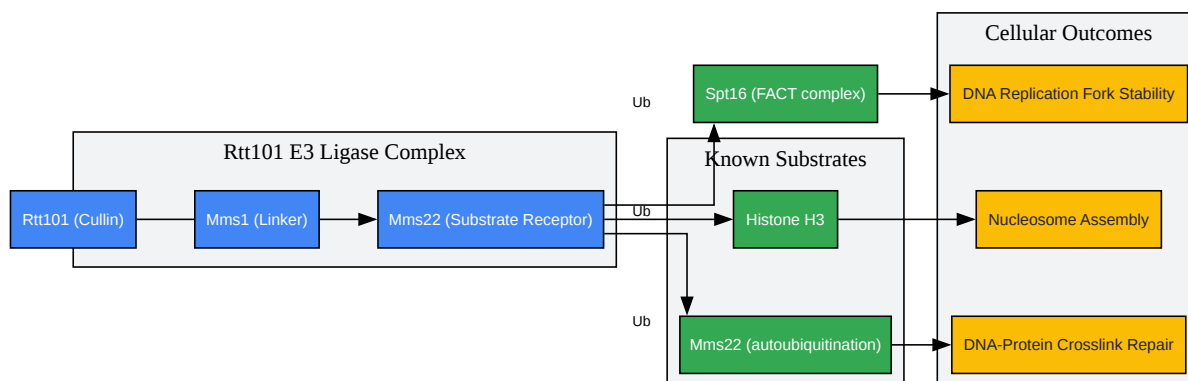 Cellular Outcomes
Ub
Spt16 (FACT complex)
DNA Replication Fork Stability
Rtt101 E3 Ligase Complex
Known Substrates
Rtt101 (Cullin)
Mms1 (Linker)
Mms22 (Substrate Receptor)
Ub
Histone H3
Nucleosome Assembly
Ub
Mms22 (autoubiquitination)
DNA-Protein Crosslink Repair